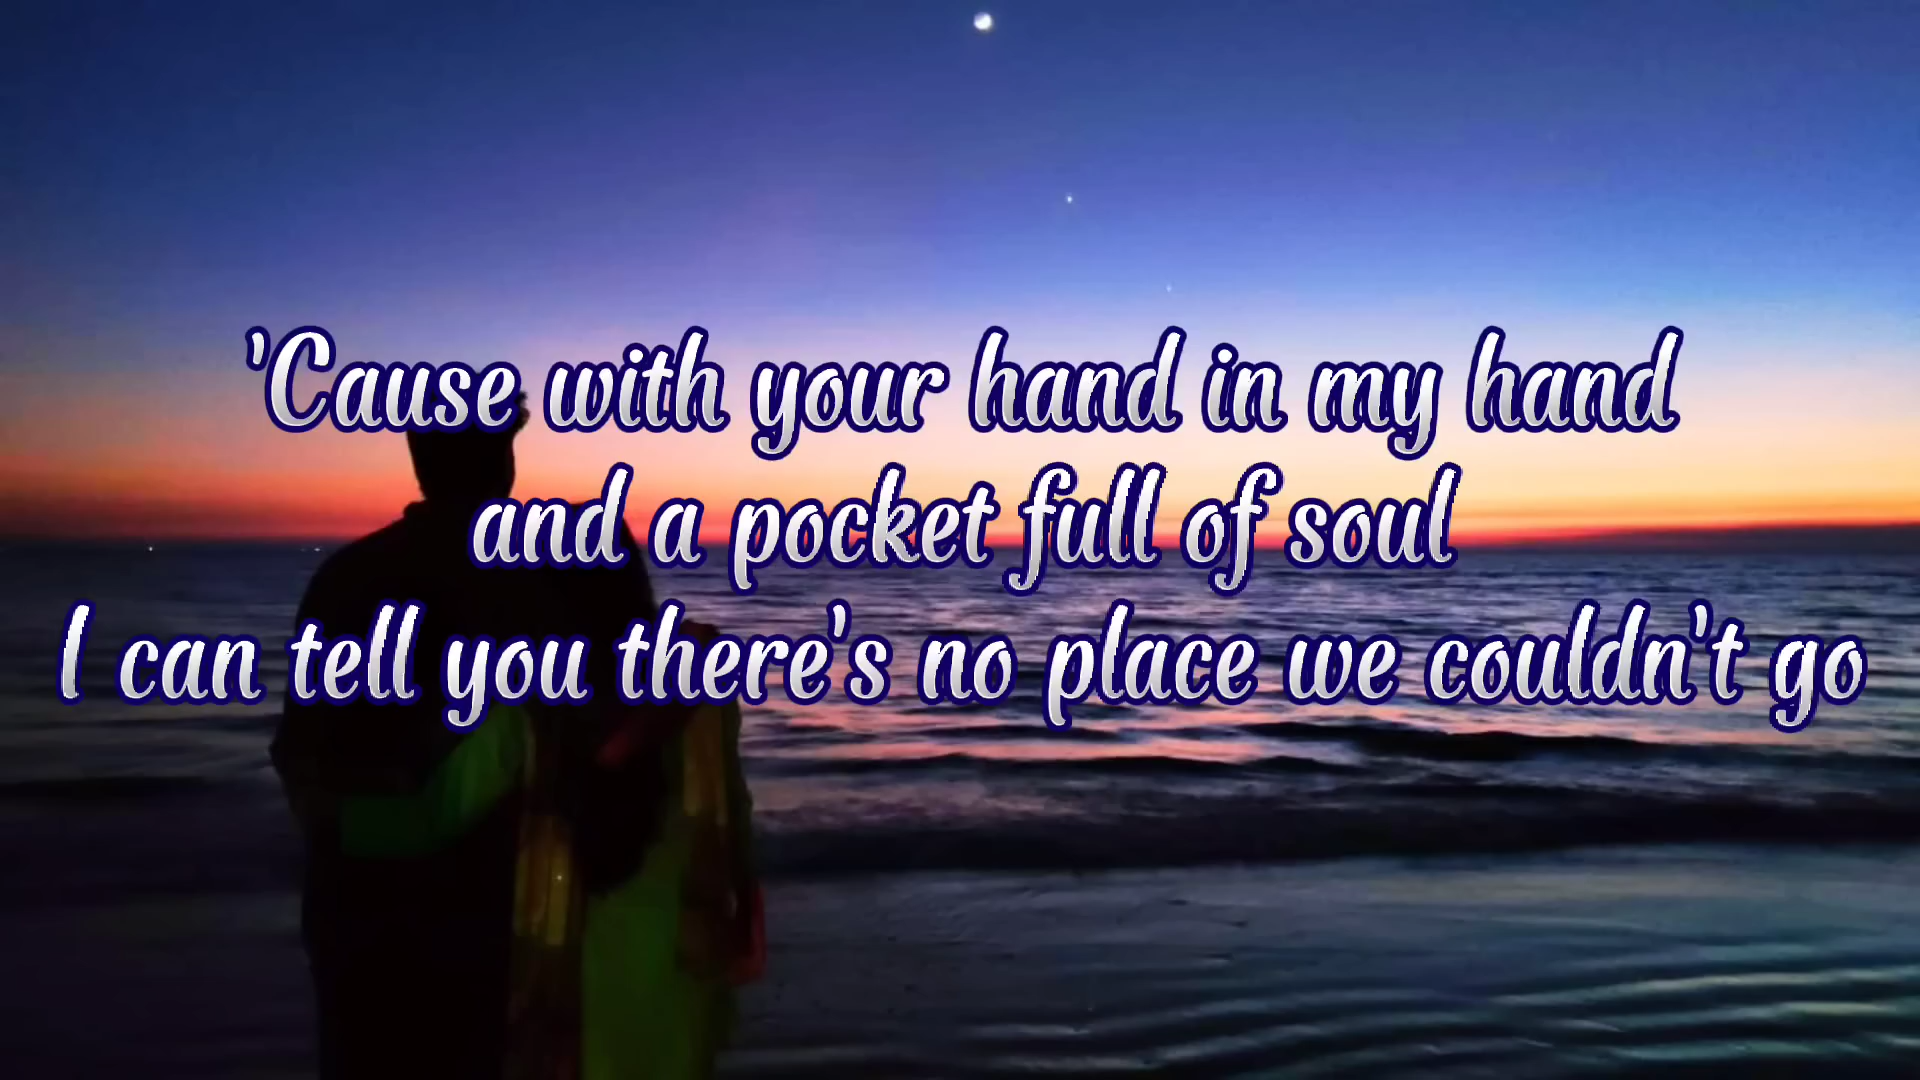 'Cause with your hand in my hand
and a pocket full of soul
I can tell you there's no place we couldn't go